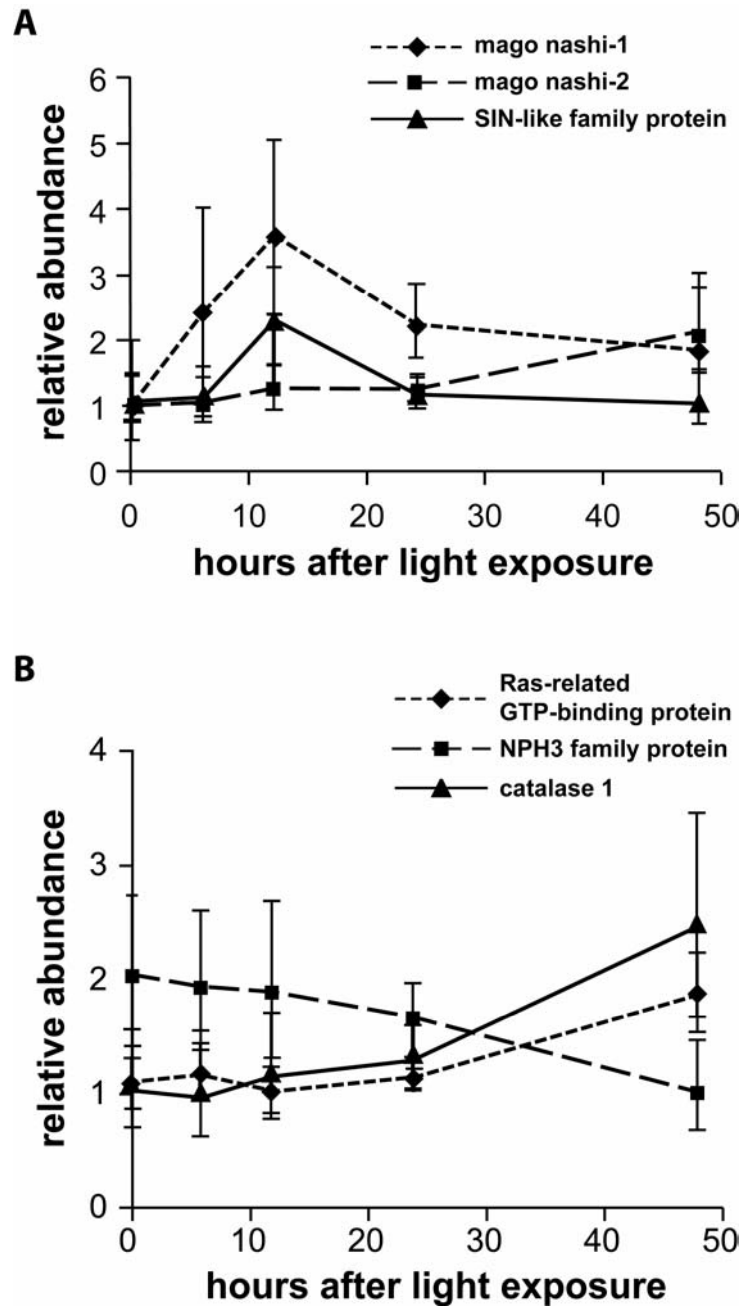 A
mago nashi-1
mago nashi-2
SIN-like family protein
6
5
4
3
2
1
0
relative abundance
0 10 20 30 40 50
hours after light exposure
B
Ras-related
GTP-binding protein
NPH3 family protein
catalase 1
4
3
2
1
0
relative abundance
0 10 20 30 40 50
hours after light exposure